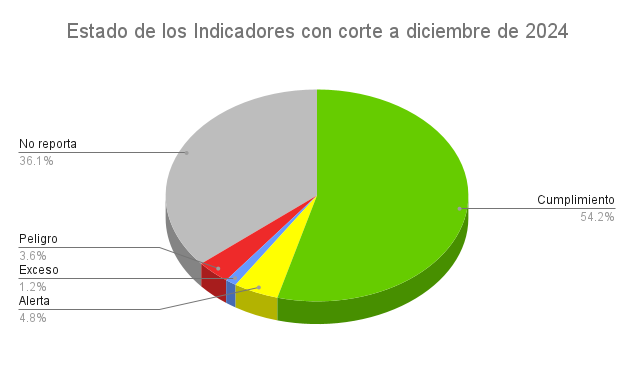 Estado de los Indicadores con corte a diciembre de 2024
No reporta
36.1%
Cumplimiento
54.2%
Peligro
3.6%
Exceso
1.2%
Alerta
4.8%